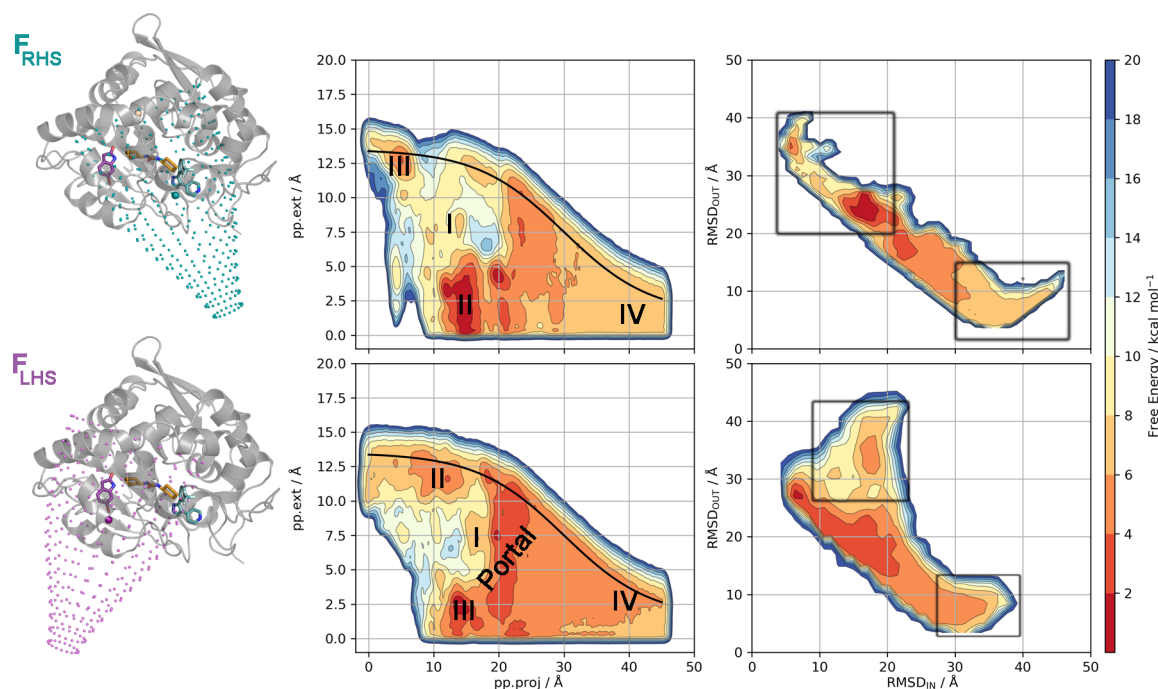 F_RHS
20.0
17.5
15.0
12.5
10.0
7.5
5.0
2.5
0.0
pp.ext / Å
III
I
II
IV
50
40
30
20
10
0
RMSD_OUT / Å
20
18
16
14
12
10
8
6
4
2
Free Energy / kcal mol⁻¹
F_LHS
20.0
17.5
15.0
12.5
10.0
7.5
5.0
2.5
0.0
pp.ext / Å
II
I
Portal
III
IV
0
10
20
30
40
50
pp.proj / Å
50
40
30
20
10
0
RMSD_OUT / Å
0
10
20
30
40
50
RMSD_IN / Å